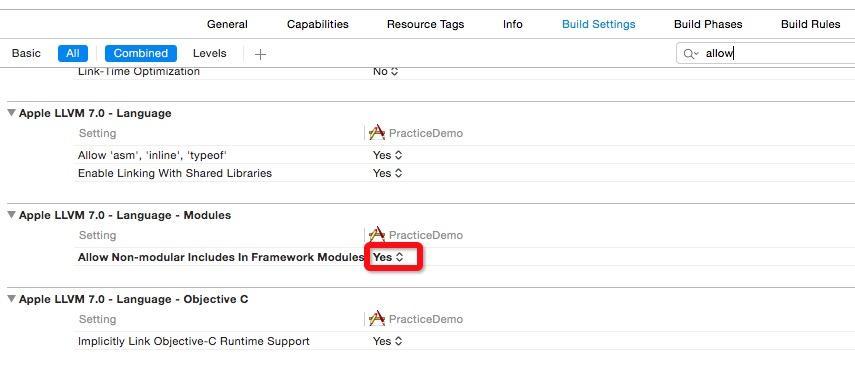 General Capabilities Resource Tags Info Build Settings Build Phases Build Rules
Basic All Combined Levels + allow
Link-Time Optimization No
Apple LLVM 7.0 - Language
Setting PracticeDemo
Allow 'asm', 'inline', 'typeof' Yes
Enable Linking With Shared Libraries Yes
Apple LLVM 7.0 - Language - Modules
Setting PracticeDemo
Allow Non-modular Includes In Framework Modules Yes
Apple LLVM 7.0 - Language - Objective C
Setting PracticeDemo
Implicitly Link Objective-C Runtime Support Yes